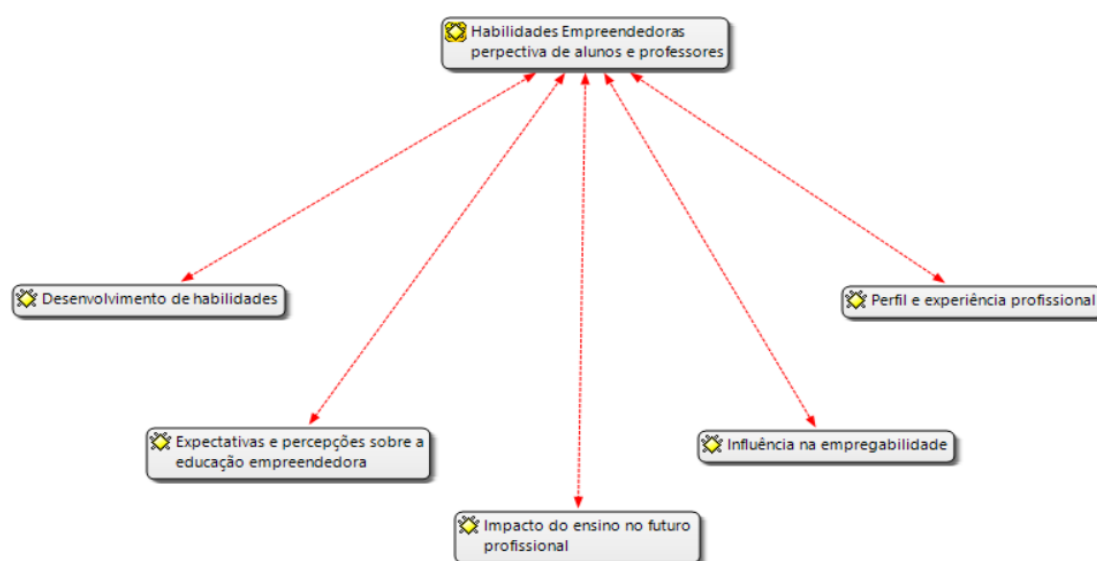 Habilidades Empreendedoras
perpectiva de alunos e professores
Desenvolvimento de habilidades
Perfil e experiência profissional
Expectativas e percepções sobre a
educação empreendedora
Influência na empregabilidade
Impacto do ensino no futuro
profissional